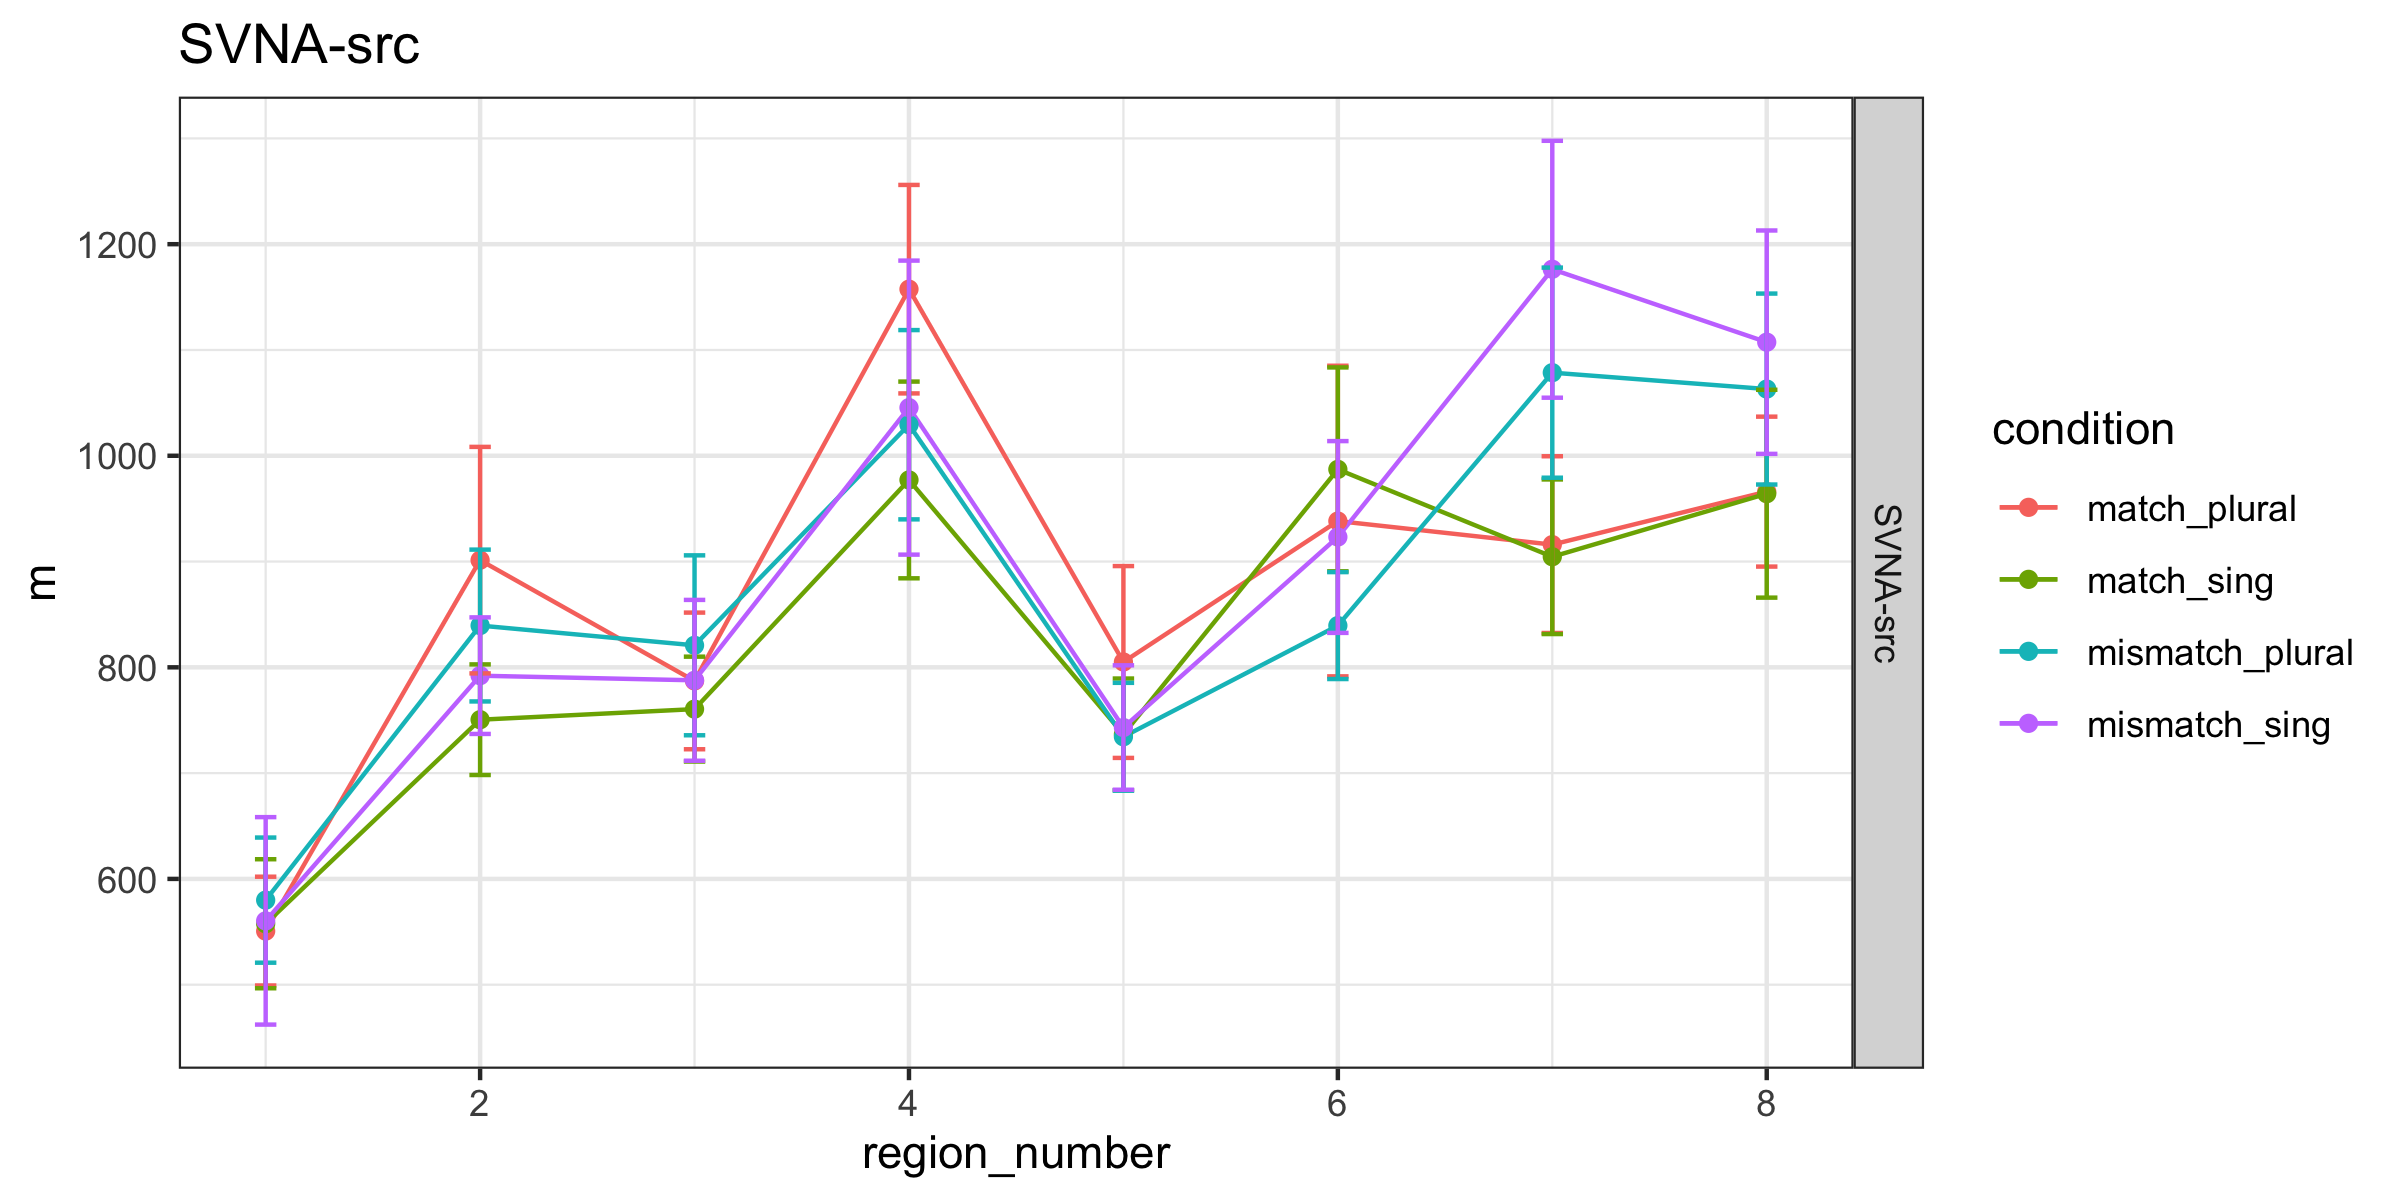 SVNA-src
1200
1000
800
600
m
2
4
6
8
region_number
SVNA-src
condition
match_plural
match_sing
mismatch_plural
mismatch_sing